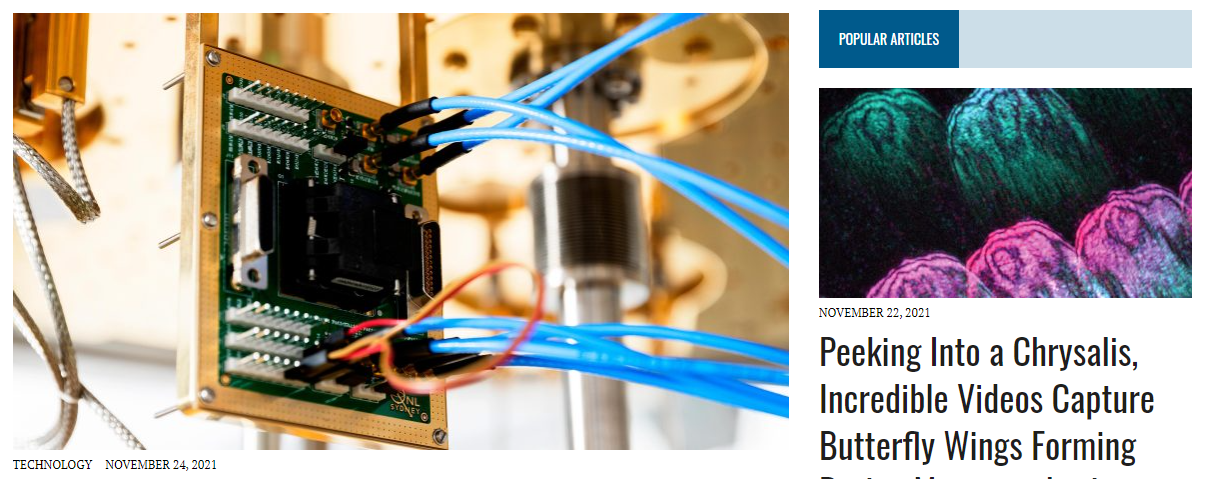 QNL
SYDNEY
TECHNOLOGY NOVEMBER 24, 2021
POPULAR ARTICLES
NOVEMBER 22, 2021
Peeking Into a Chrysalis,
Incredible Videos Capture
Butterfly Wings Forming